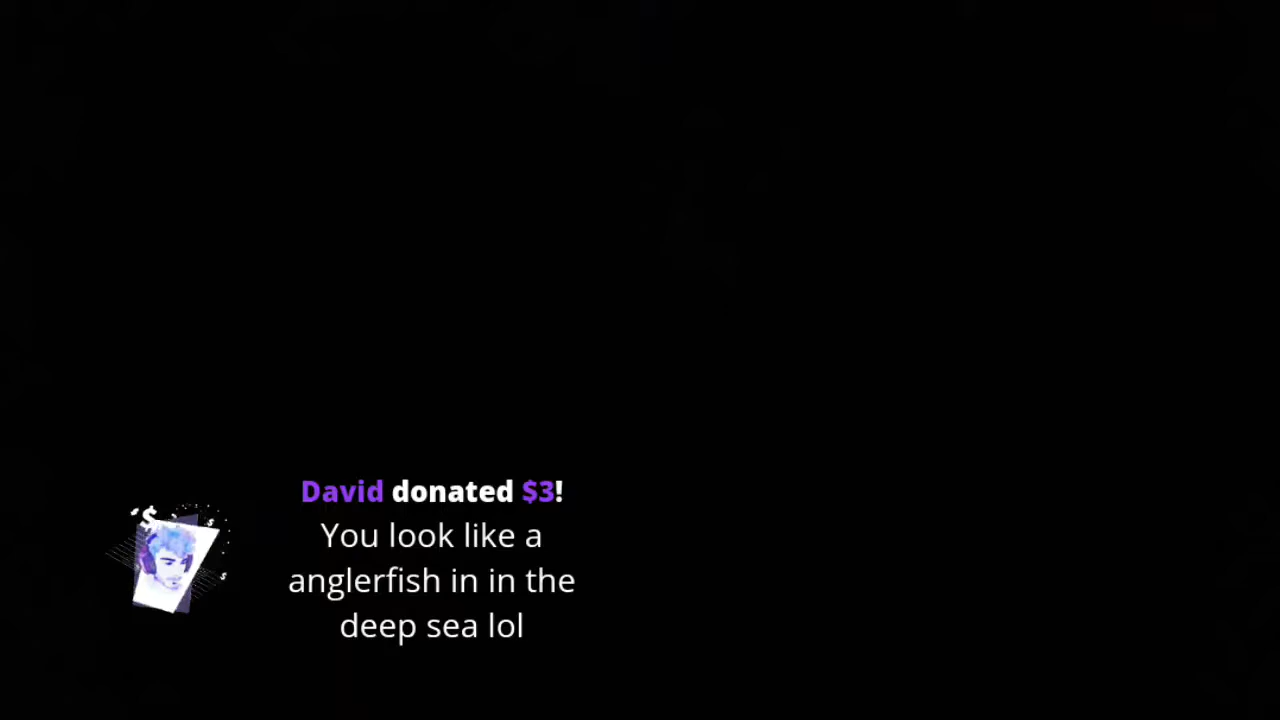 David donated $3!
You look like a
anglerfish in in the
deep sea lol